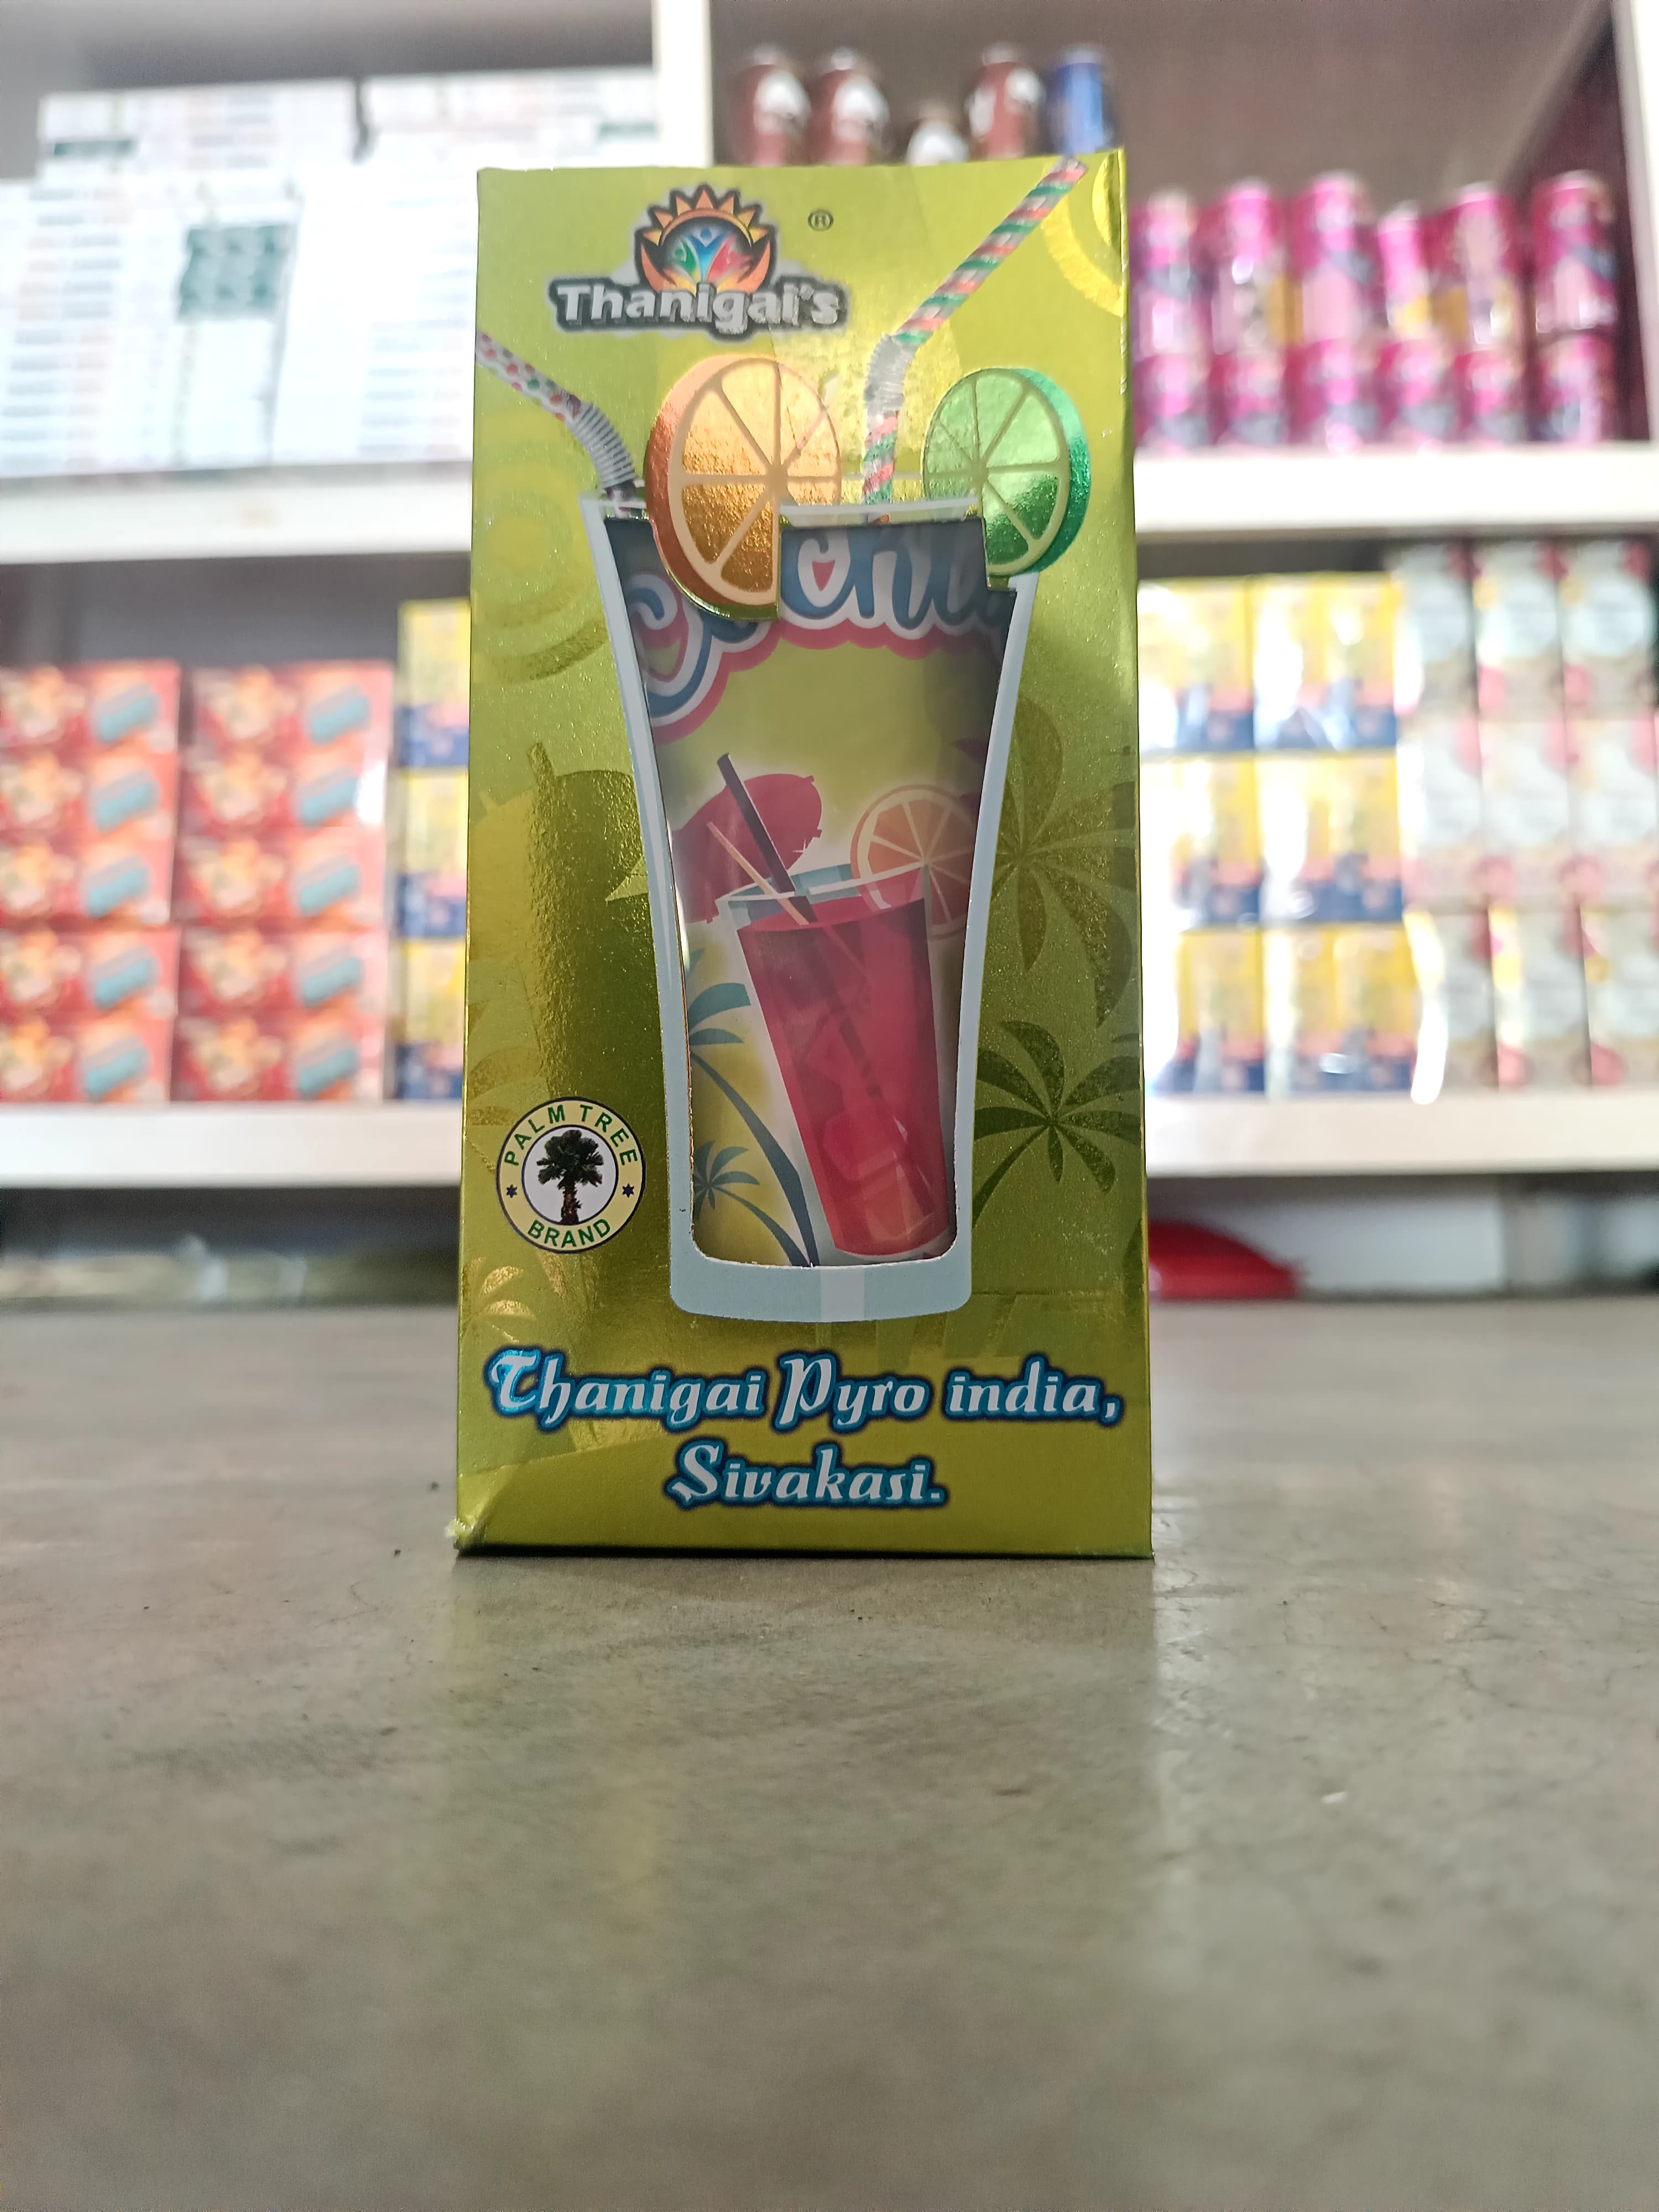 Thanigai's
®
PALM TREE
BRAND
Thanigai Pyro india,
Sivakasi.